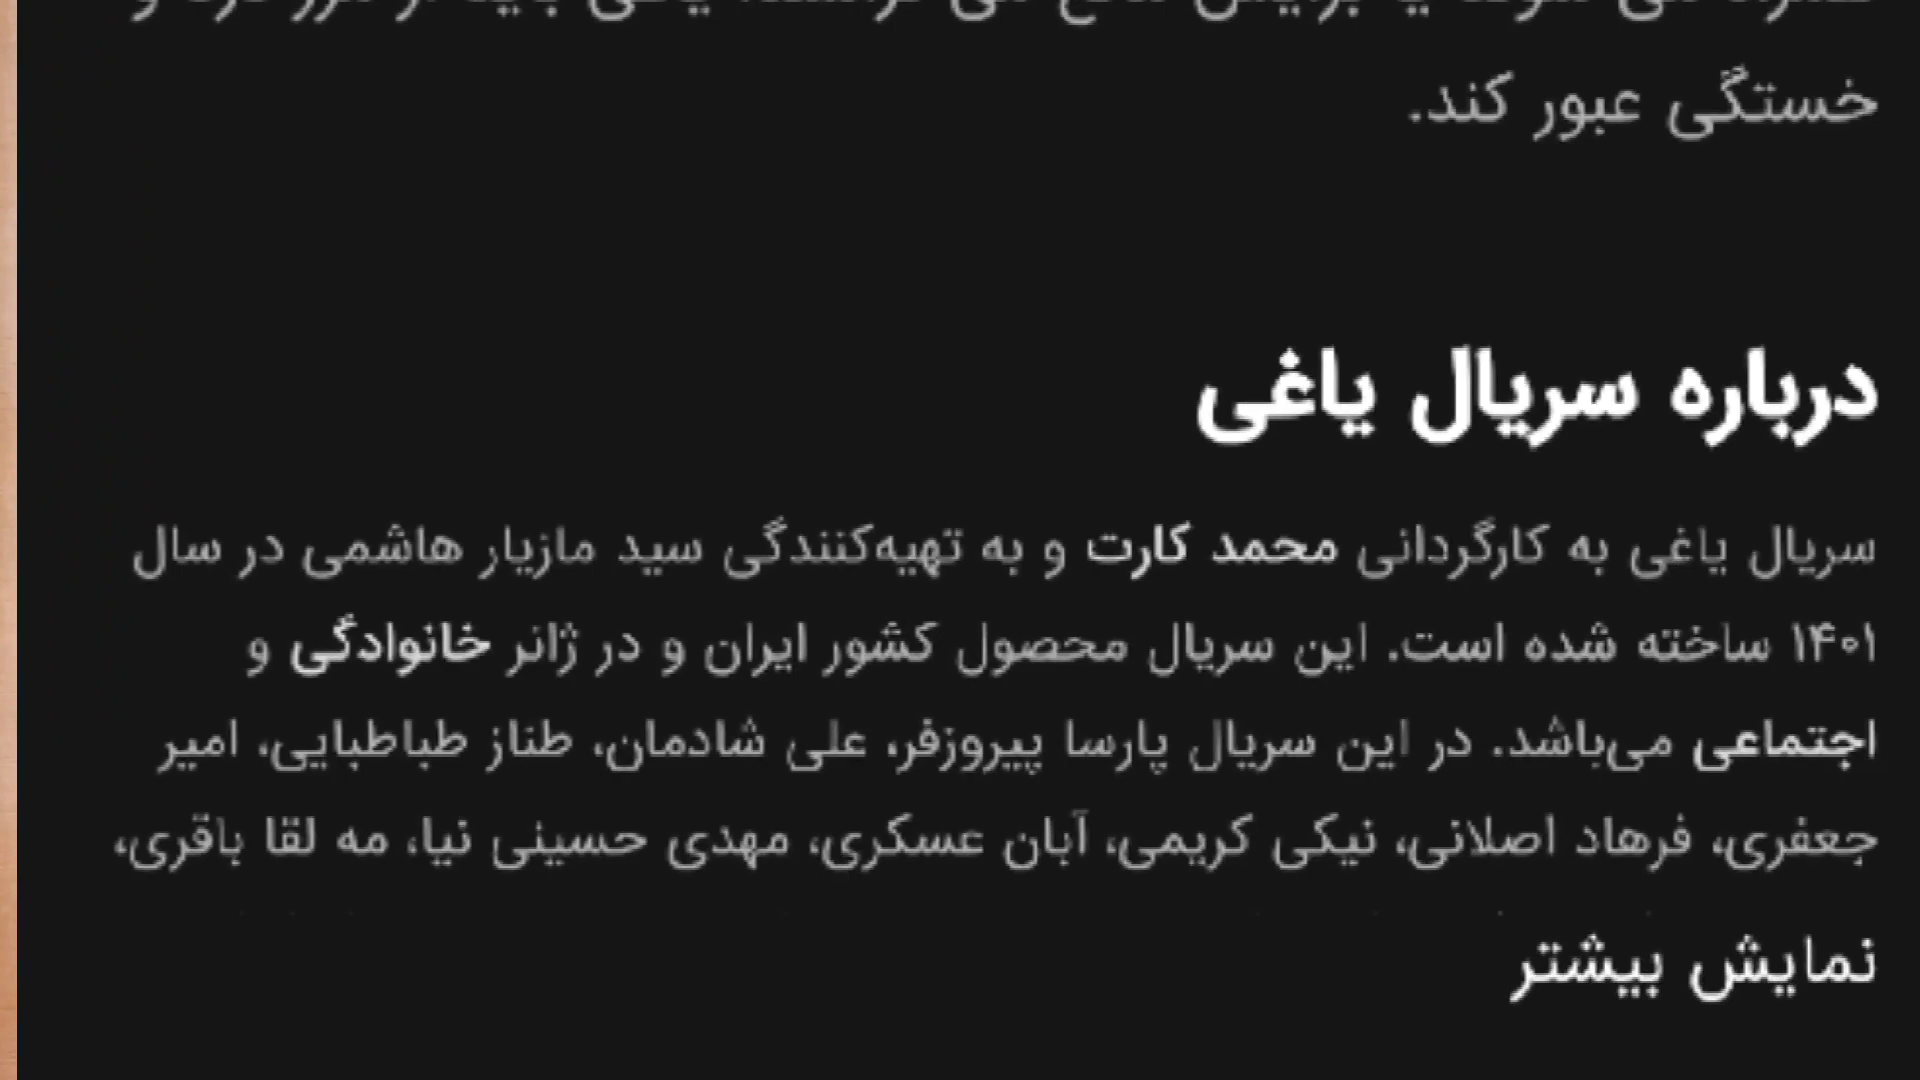 خستگی عبور کند.
درباره سریال یاغی
سریال یاغی به کارگردانی محمد کارت و به تهیه‌کنندگی سید مازیار هاشمی در سال
۱۴۰۱ ساخته شده است. این سریال محصول کشور ایران و در ژانر خانوادگی و
اجتماعی می‌باشد. در این سریال پارسا پیروزفر، علی شادمان، طناز طباطبایی، امیر
جعفری، فرهاد اصلانی، نیکی کریمی، آبان عسکری، مهدی حسینی نیا، مه لقا باقری،
نمایش بیشتر